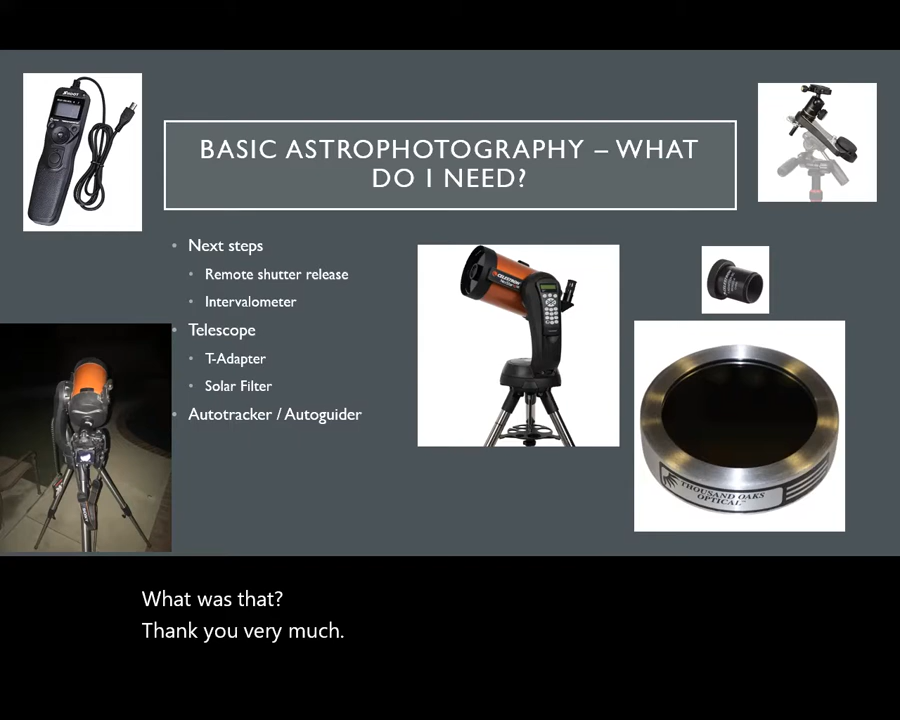 BASIC ASTROPHOTOGRAPHY – WHAT
DO I NEED?
Next steps
Remote shutter release
Intervalometer
Telescope
T-Adapter
Solar Filter
Autotracker / Autoguider
CELESTRON
THOUSAND OAKS
OPTICAL
What was that?
Thank you very much.